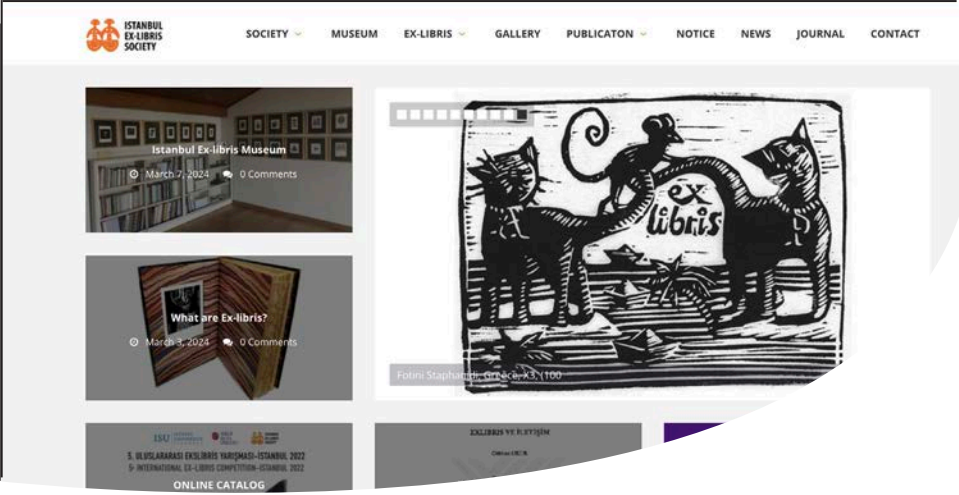 ISTANBUL
EX-LIBRIS
SOCIETY
SOCIETY MUSEUM EX-LIBRIS GALLERY PUBLICATON NOTICE NEWS JOURNAL CONTACT
Istanbul Ex-libris Museum
March 7, 2024 0 Comments
ex
libris
What are Ex-libris?
March 3, 2024 0 Comments
Fotini Staphanidi, Greece, X3, (100
ISU
5. ULUSLARARASI EKSLİBRİS YARIŞMASI-İSTANBUL 2022
5th INTERNATIONAL EX-LIBRIS COMPETITION-ISTANBUL 2022
ONLINE CATALOG
EXLIBRIS VE İLETİŞİM